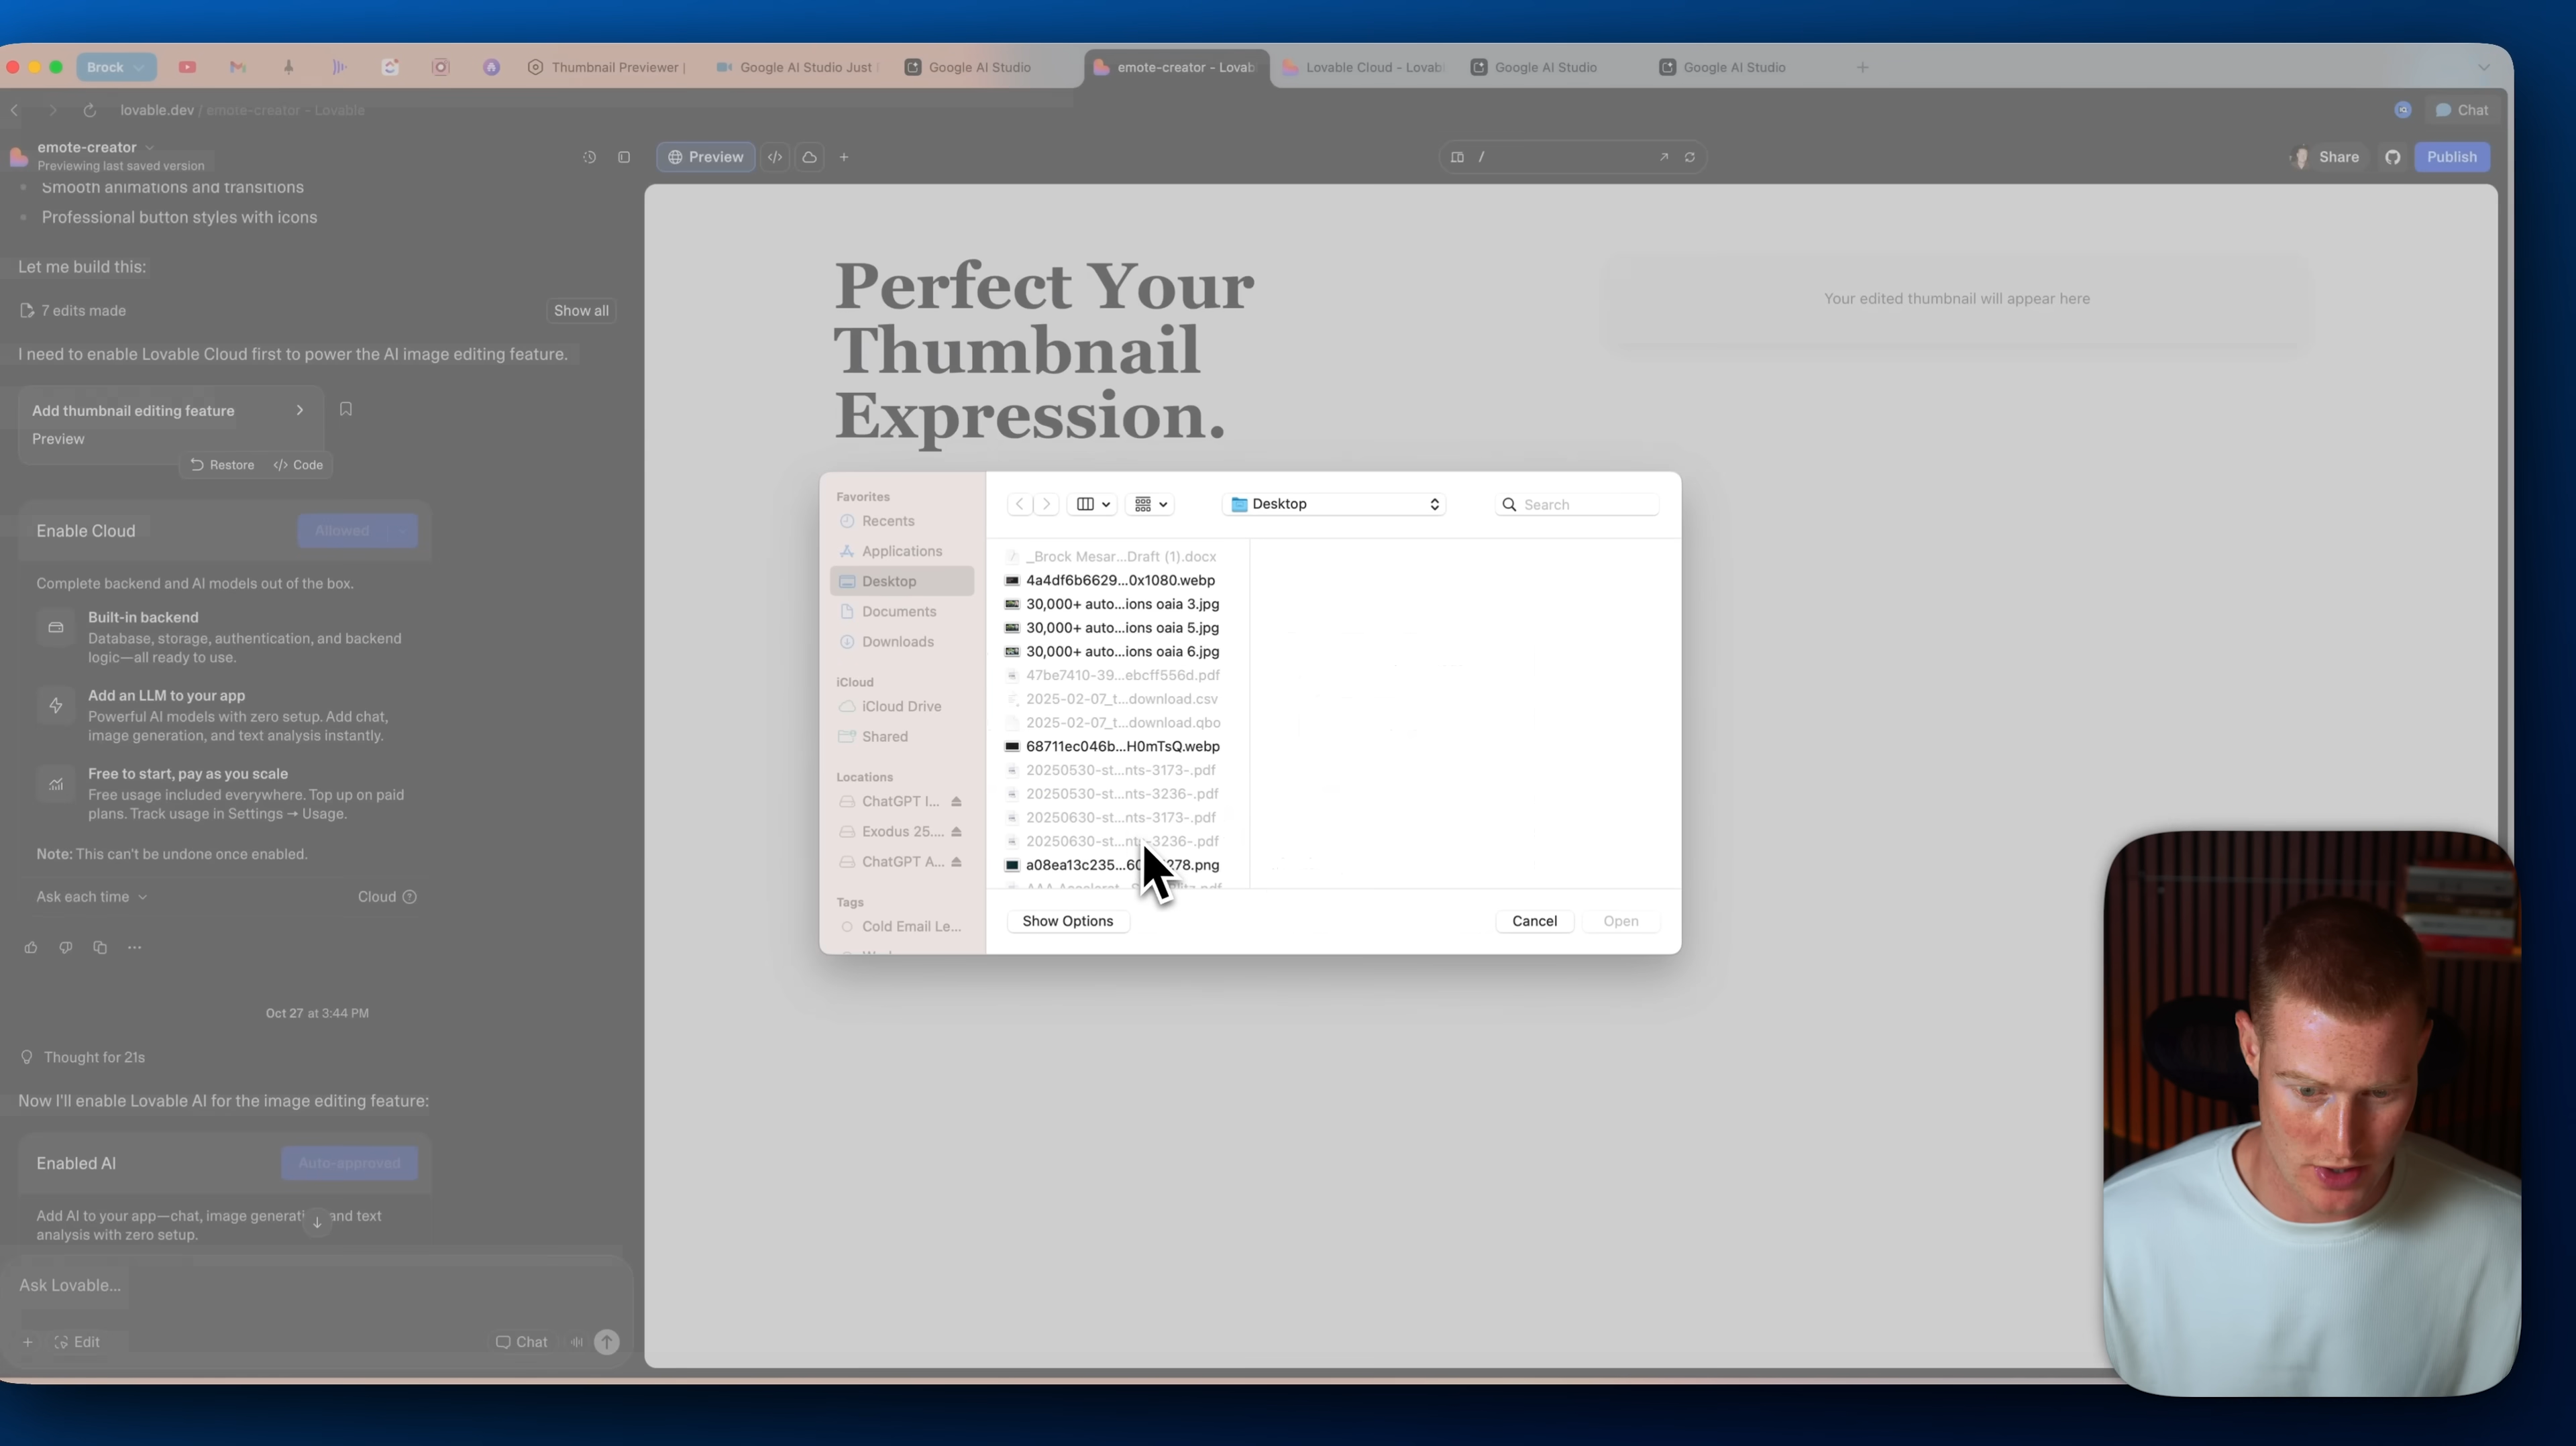 Brock
Thumbnail Previewer |
Google AI Studio Just
Google AI Studio
emote-creator - Lovab
Lovable Cloud - Lovab
Google AI Studio
Google AI Studio
lovable.dev / emote-creator - Lovable
Chat
emote-creator
Previewing last saved version
Preview
/
Share
Publish
Smooth animations and transitions
Professional button styles with icons
Let me build this:
7 edits made
Show all
I need to enable Lovable Cloud first to power the AI image editing feature.
Add thumbnail editing feature
Preview
Restore
Code
Enable Cloud
Allowed
Complete backend and AI models out of the box.
Built-in backend
Database, storage, authentication, and backend
logic—all ready to use.
Add an LLM to your app
Powerful AI models with zero setup. Add chat,
image generation, and text analysis instantly.
Free to start, pay as you scale
Free usage included everywhere. Top up on paid
plans. Track usage in Settings → Usage.
Note: This can't be undone once enabled.
Ask each time
Cloud
Oct 27 at 3:44 PM
Thought for 21s
Now I'll enable Lovable AI for the image editing feature:
Enabled AI
Auto-approved
Add AI to your app—chat, image generati and text
analysis with zero setup.
Ask Lovable...
Edit
Chat
Perfect Your
Thumbnail
Expression.
Your edited thumbnail will appear here
Favorites
Recents
Applications
Desktop
Documents
Downloads
iCloud
iCloud Drive
Shared
Locations
ChatGPT I...
Exodus 25....
ChatGPT A...
Tags
Cold Email Le...
Desktop
Search
_Brock Mesar...Draft (1).docx
4a4df6b6629...0x1080.webp
30,000+ auto...ions oaia 3.jpg
30,000+ auto...ions oaia 5.jpg
30,000+ auto...ions oaia 6.jpg
47be7410-39...ebcff556d.pdf
2025-02-07_t...download.csv
2025-02-07_t...download.qbo
68711ec046b...H0mTsQ.webp
20250530-st...nts-3173-.pdf
20250530-st...nts-3236-.pdf
20250630-st...nts-3173-.pdf
20250630-st...nts-3236-.pdf
a08ea13c235...60 278.png
Show Options
Cancel
Open